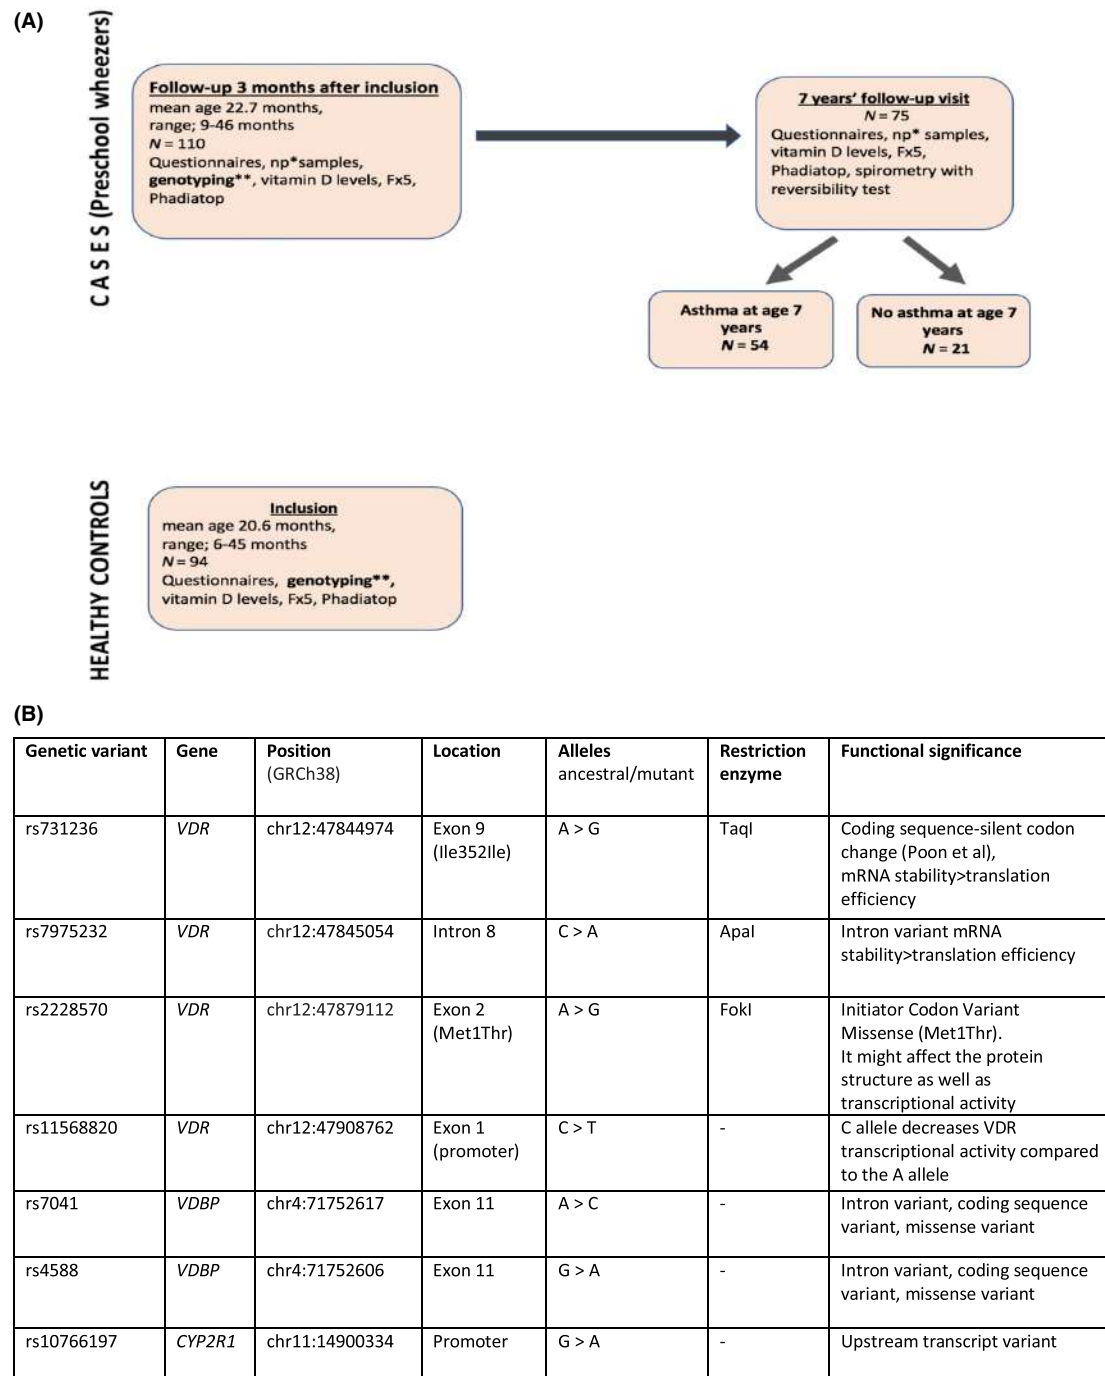 (A)
CASES (Preschool wheezers)
Follow-up 3 months after inclusion
mean age 22.7 months,
range; 9-46 months
N = 110
Questionnaires, np*samples,
genotyping**, vitamin D levels, Fx5,
Phadiatop
7 years' follow-up visit
N = 75
Questionnaires, np* samples,
vitamin D levels, Fx5,
Phadiatop, spirometry with
reversibility test
Asthma at age 7
years
N = 54
No asthma at age 7
years
N = 21
HEALTHY CONTROLS
Inclusion
mean age 20.6 months,
range; 6-45 months
N = 94
Questionnaires, genotyping**,
vitamin D levels, Fx5, Phadiatop
(B)
Genetic variant Gene Position Location Alleles Restriction Functional significance
(GRCh38) ancestral/mutant enzyme
rs731236 VDR chr12:47844974 Exon 9 A > G TaqI Coding sequence-silent codon
(Ile352Ile) change (Poon et al),
mRNA stability>translation
efficiency
rs7975232 VDR chr12:47845054 Intron 8 C > A ApaI Intron variant mRNA
stability>translation efficiency
rs2228570 VDR chr12:47879112 Exon 2 A > G FokI Initiator Codon Variant
(Met1Thr) Missense (Met1Thr).
It might affect the protein
structure as well as
transcriptional activity
rs11568820 VDR chr12:47908762 Exon 1 C > T - C allele decreases VDR
(promoter) transcriptional activity compared
to the A allele
rs7041 VDBP chr4:71752617 Exon 11 A > C - Intron variant, coding sequence
variant, missense variant
rs4588 VDBP chr4:71752606 Exon 11 G > A - Intron variant, coding sequence
variant, missense variant
rs10766197 CYP2R1 chr11:14900334 Promoter G > A - Upstream transcript variant